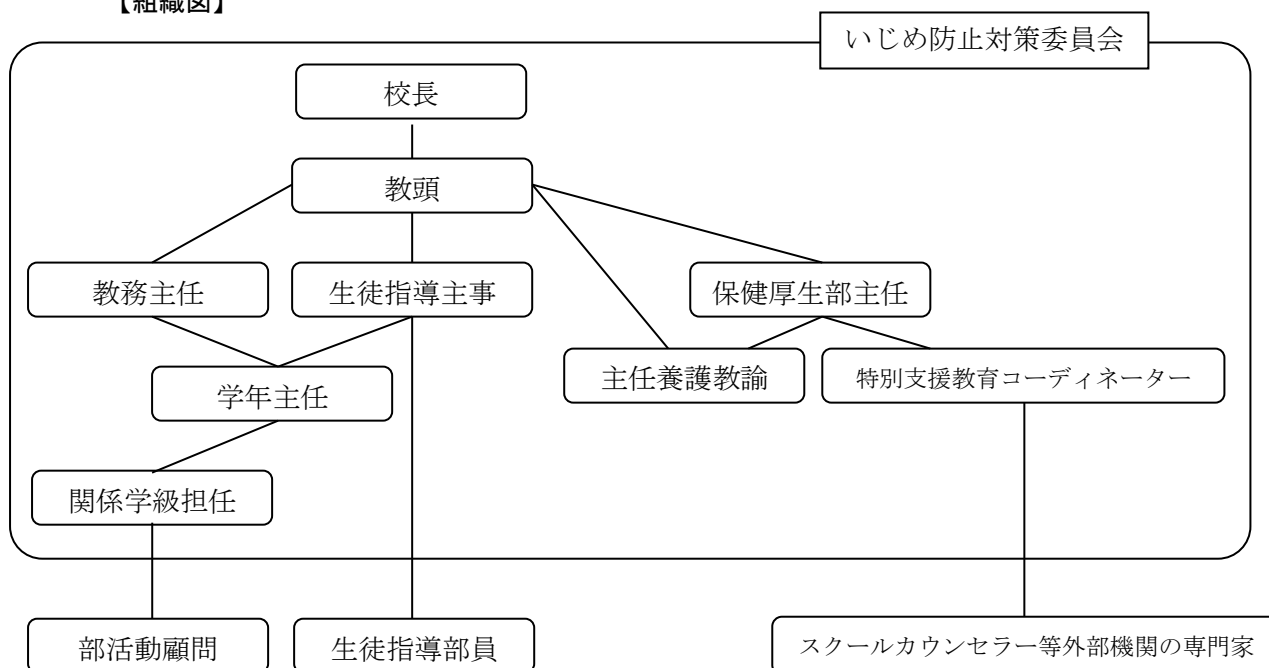 【組織図】
いじめ防止対策委員会
校長
教頭
教務主任
生徒指導主事
保健厚生部主任
主任養護教諭
特別支援教育コーディネーター
学年主任
関係学級担任
部活動顧問
生徒指導部員
スクールカウンセラー等外部機関の専門家